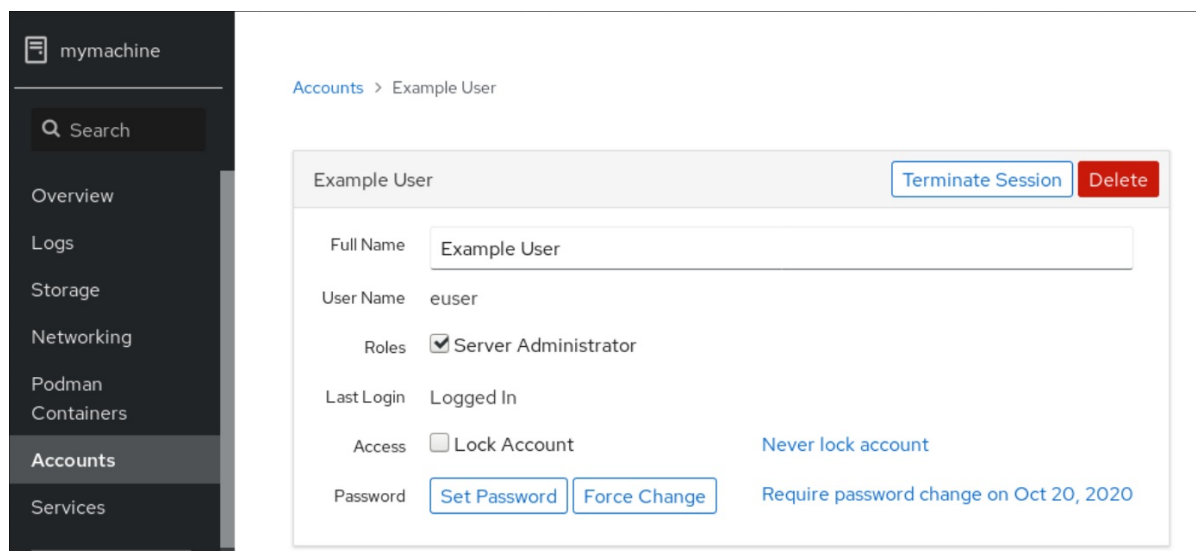 mymachine
Search
Overview
Logs
Storage
Networking
Podman
Containers
Accounts
Services
Accounts > Example User
Example User Terminate Session Delete
Full Name Example User
User Name euser
Roles Server Administrator
Last Login Logged In
Access Lock Account Never lock account
Password Set Password Force Change Require password change on Oct 20, 2020